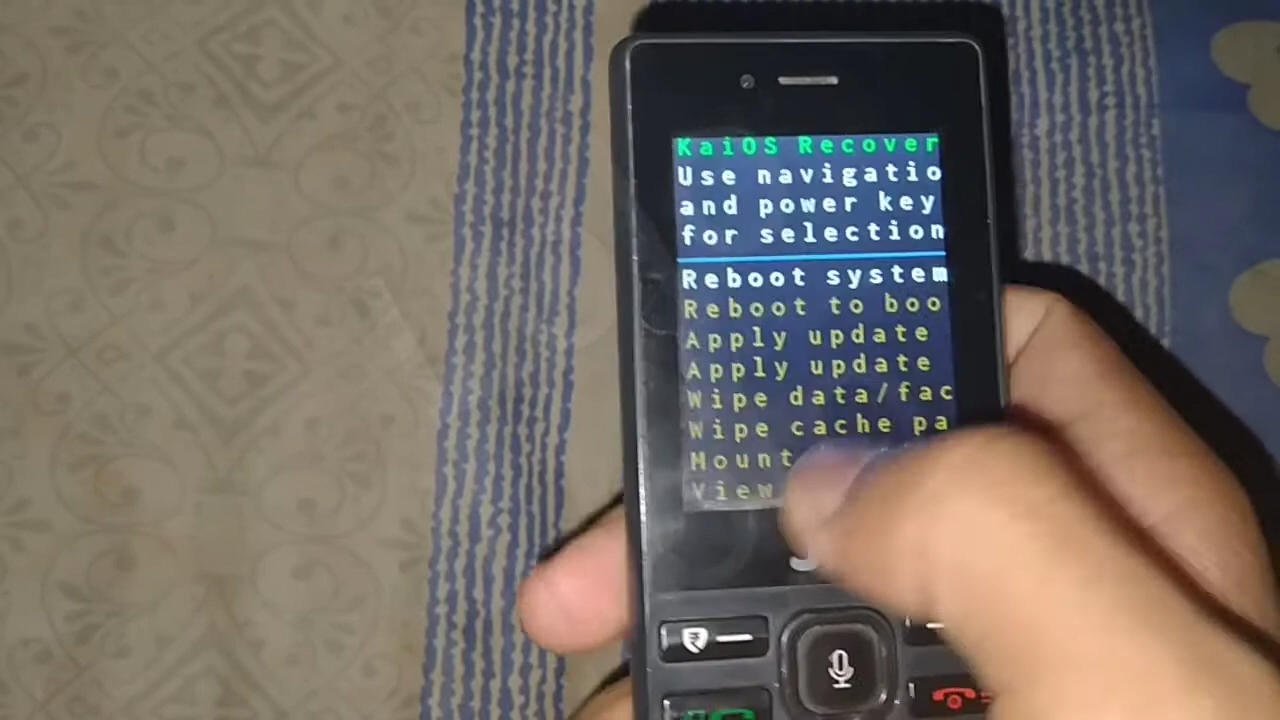 KaiOS Recover
Use navigatio
and power key
for selection
Reboot system
Reboot to boo
Apply update
Apply update
Wipe data/fac
Wipe cache pa
Mount
View